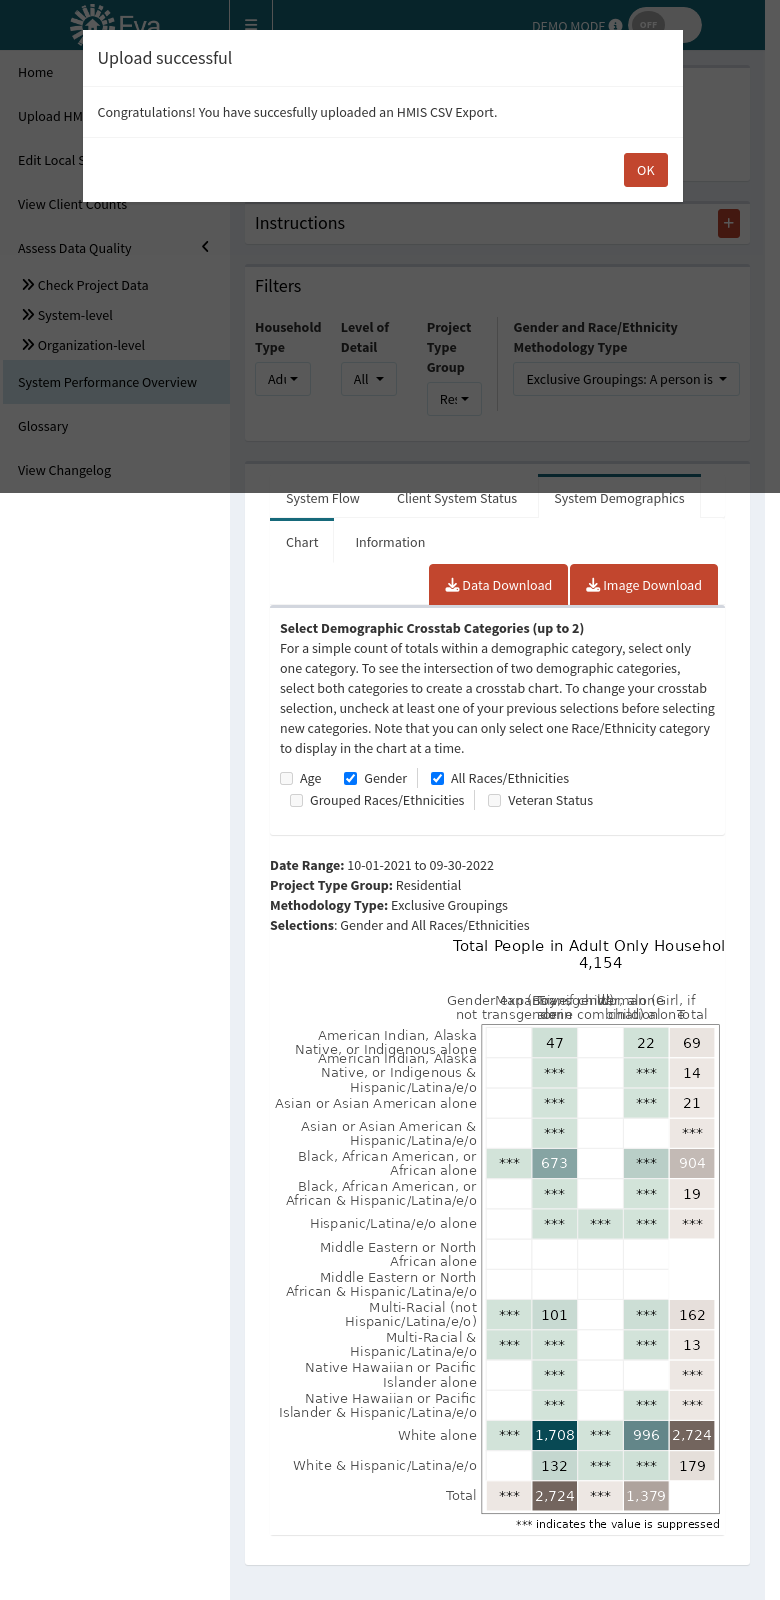 Eva
DEMO MODE
OFF
Upload successful
Congratulations! You have succesfully uploaded an HMIS CSV Export.
OK
Home
Upload HM
Edit Local S
View Client Counts
Assess Data Quality
Check Project Data
System-level
Organization-level
System Performance Overview
Glossary
View Changelog
Instructions
+
Filters
Household Type
Level of Detail
Project Type Group
Gender and Race/Ethnicity Methodology Type
Adu
All
Res
Exclusive Groupings: A person is
System Flow
Client System Status
System Demographics
Chart
Information
Data Download
Image Download
Select Demographic Crosstab Categories (up to 2)
For a simple count of totals within a demographic category, select only
one category. To see the intersection of two demographic categories,
select both categories to create a crosstab chart. To change your crosstab
selection, uncheck at least one of your previous selections before selecting
new categories. Note that you can only select one Race/Ethnicity category
to display in the chart at a time.
Age Gender All Races/Ethnicities
Grouped Races/Ethnicities Veteran Status
Date Range: 10-01-2021 to 09-30-2022
Project Type Group: Residential
Methodology Type: Exclusive Groupings
Selections: Gender and All Races/Ethnicities
Total People in Adult Only Househol
4,154
Total
American Indian, Alaska
Native, or Indigenous alone 47 22 69
American Indian, Alaska
Native, or Indigenous &
Hispanic/Latina/e/o *** *** 14
Asian or Asian American alone *** *** 21
Asian or Asian American &
Hispanic/Latina/e/o *** ***
Black, African American, or
African alone *** 673 *** 904
Black, African American, or
African & Hispanic/Latina/e/o *** *** 19
Hispanic/Latina/e/o alone *** *** *** ***
Middle Eastern or North
African alone
Middle Eastern or North
African & Hispanic/Latina/e/o
Multi-Racial (not
Hispanic/Latina/e/o) *** 101 *** 162
Multi-Racial &
Hispanic/Latina/e/o *** *** *** 13
Native Hawaiian or Pacific
Islander alone *** ***
Native Hawaiian or Pacific
Islander & Hispanic/Latina/e/o *** *** ***
White alone *** 1,708 *** 996 2,724
White & Hispanic/Latina/e/o 132 *** *** 179
Total *** 2,724 *** 1,379
*** indicates the value is suppressed